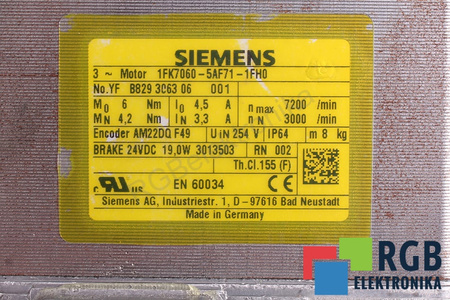 SIEMENS
3 ~ Motor 1FK7060-5AF71-1FH0
No.YF B829 3063 06 001
M0 6 Nm I0 4,5 A n max 7200 /min
MN 4,2 Nm IN 3,3 A nN 3000 /min
Encoder AM22DQ F49 UIN 254 V IP64 m 8 kg
BRAKE 24VDC 19,0W 3013503 RN 002
Th.Cl.155 (F)
c UR US EN 60034 CE
Siemens AG, Industriestr. 1, D-97616 Bad Neustadt
Made in Germany
RGB
ELEKTRONIKA